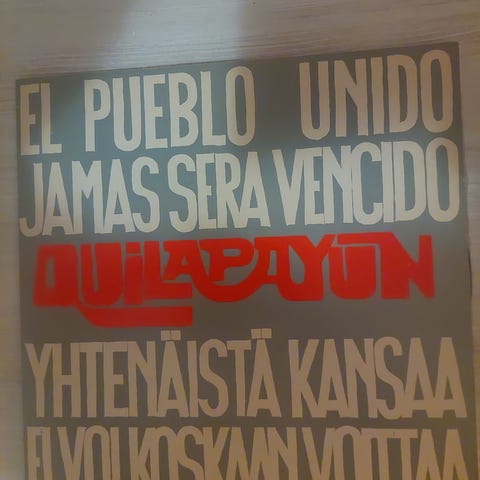 EL PUEBLO UNIDO
JAMAS SERA VENCIDO
QUILAPAYUN
YHTENÄISTÄ KANSAA
EI VOI KOSKAAN VOITTAA